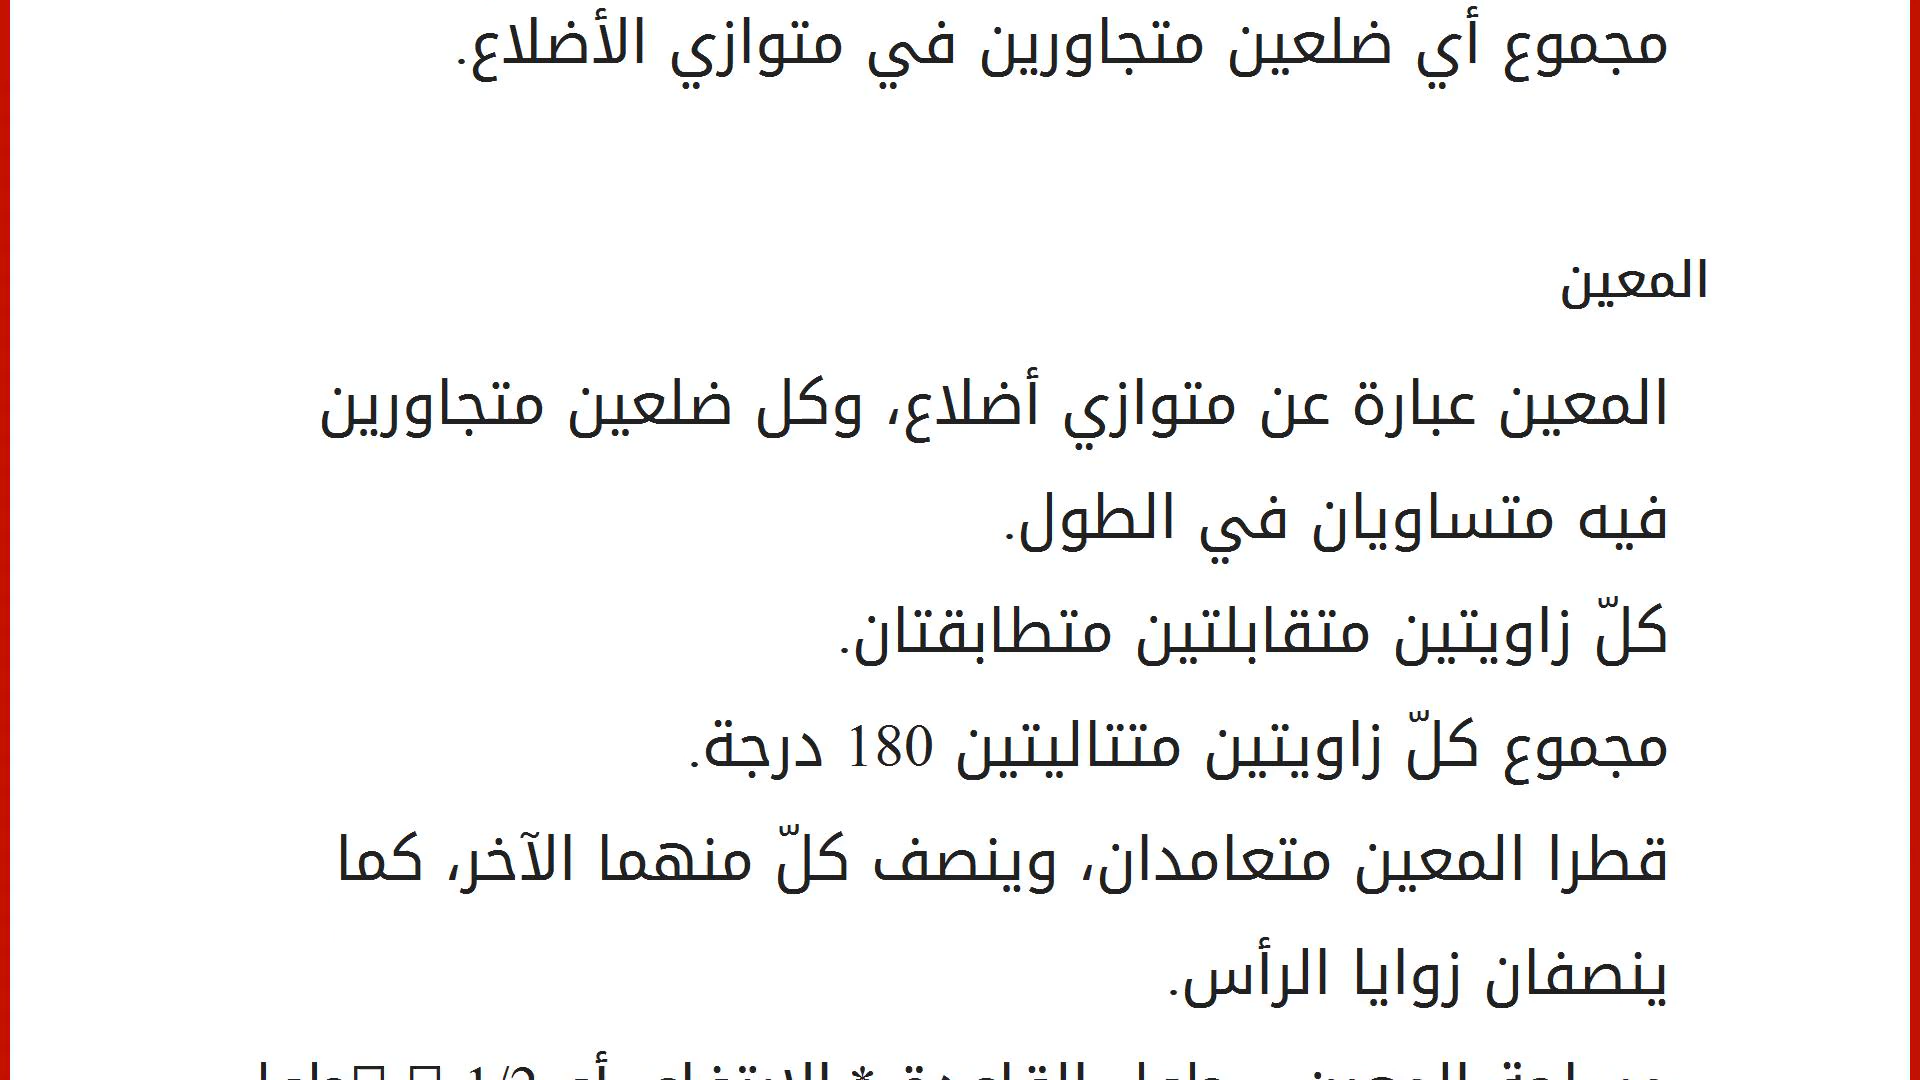 مجموع أي ضلعين متجاورين في متوازي الأضلاع.
المعين
المعين عبارة عن متوازي أضلاع، وكل ضلعين متجاورين
فيه متساويان في الطول.
كلّ زاويتين متقابلتين متطابقتان.
مجموع كلّ زاويتين متتاليتين 180 درجة.
قطرا المعين متعامدان، وينصف كلّ منهما الآخر، كما
ينصفان زوايا الرأس.